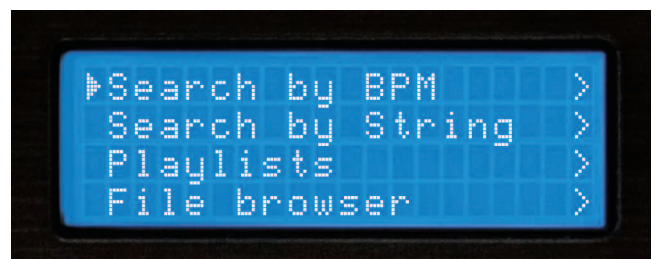 Search by BPM >
Search by String >
Playlists >
File browser >